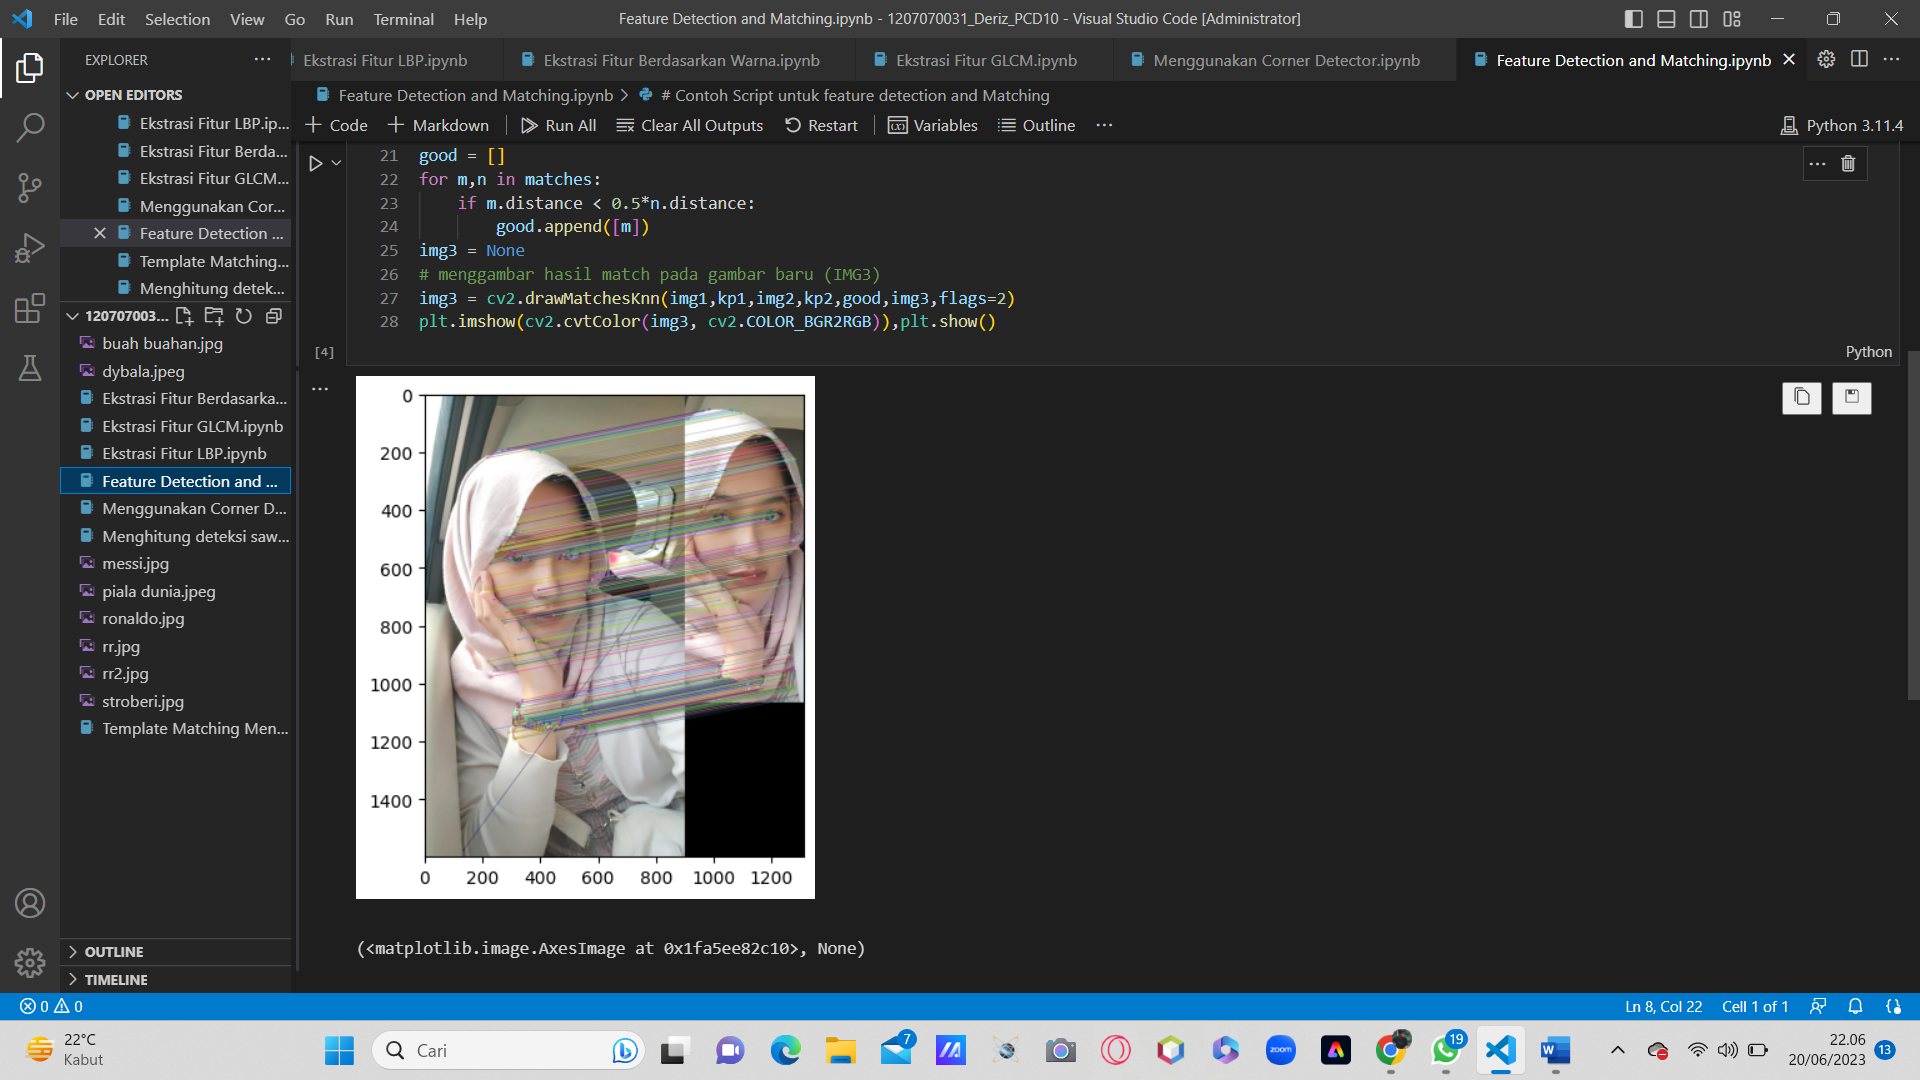 File Edit Selection View Go Run Terminal Help
Feature Detection and Matching.ipynb - 1207070031_Deriz_PCD10 - Visual Studio Code [Administrator]
EXPLORER
Ekstrasi Fitur LBP.ipynb
Ekstrasi Fitur Berdasarkan Warna.ipynb
Ekstrasi Fitur GLCM.ipynb
Menggunakan Corner Detector.ipynb
Feature Detection and Matching.ipynb
OPEN EDITORS
Ekstrasi Fitur LBP.ip...
Ekstrasi Fitur Berda...
Ekstrasi Fitur GLCM...
Menggunakan Cor...
Feature Detection ...
Template Matching...
Menghitung detek...
120707003...
buah buahan.jpg
dybala.jpeg
Ekstrasi Fitur Berdasarka...
Ekstrasi Fitur GLCM.ipynb
Ekstrasi Fitur LBP.ipynb
Feature Detection and ...
Menggunakan Corner D...
Menghitung deteksi saw...
messi.jpg
piala dunia.jpeg
ronaldo.jpg
rr.jpg
rr2.jpg
stroberi.jpg
Template Matching Men...
OUTLINE
TIMELINE
Feature Detection and Matching.ipynb > # Contoh Script untuk feature detection and Matching
+ Code + Markdown Run All Clear All Outputs Restart Variables Outline ...
Python 3.11.4
21 good = []
22 for m,n in matches:
23 if m.distance < 0.5*n.distance:
24 good.append([m])
25 img3 = None
26 # menggambar hasil match pada gambar baru (IMG3)
27 img3 = cv2.drawMatchesKnn(img1,kp1,img2,kp2,good,img3,flags=2)
28 plt.imshow(cv2.cvtColor(img3, cv2.COLOR_BGR2RGB)),plt.show()
[4]
Python
0
200
400
600
800
1000
1200
1400
0 200 400 600 800 1000 1200
(<matplotlib.image.AxesImage at 0x1fa5ee82c10>, None)
0 0
Ln 8, Col 22 Cell 1 of 1
22°C
Kabut
Cari
7
zoom
19
W
22.06
20/06/2023
13